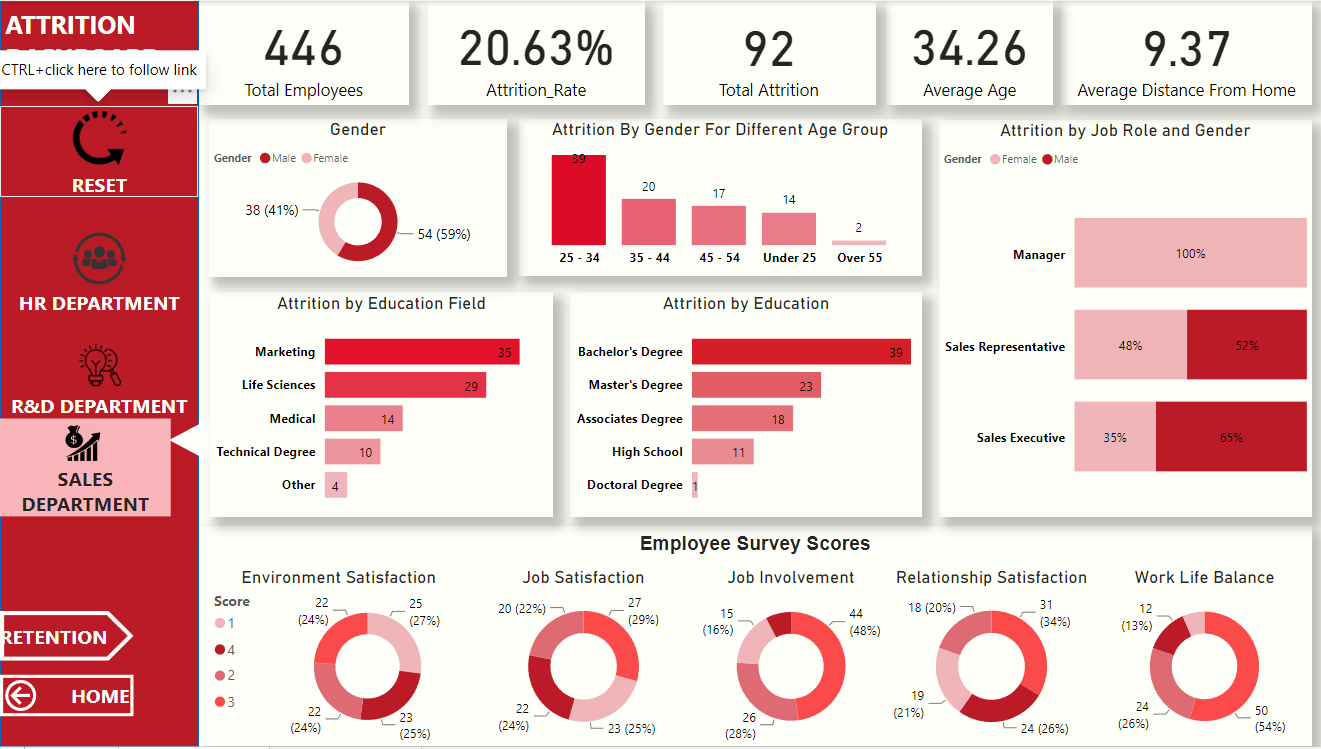 ATTRITION
CTRL+click here to follow link
...
RESET
HR DEPARTMENT
R&D DEPARTMENT
SALES
DEPARTMENT
RETENTION
HOME
446
Total Employees
20.63%
Attrition_Rate
92
Total Attrition
34.26
Average Age
9.37
Average Distance From Home
Gender
Gender Male Female
38 (41%)
54 (59%)
Attrition By Gender For Different Age Group
39
20
17
14
2
25 - 34
35 - 44
45 - 54
Under 25
Over 55
Attrition by Job Role and Gender
Gender Female Male
Manager
100%
Sales Representative
48%
52%
Sales Executive
35%
65%
Attrition by Education Field
Marketing
35
Life Sciences
29
Medical
14
Technical Degree
10
Other
4
Attrition by Education
Bachelor's Degree
39
Master's Degree
23
Associates Degree
18
High School
11
Doctoral Degree
1
Employee Survey Scores
Score
1
4
2
3
Environment Satisfaction
22
(24%)
25
(27%)
22
(24%)
23
(25%)
Job Satisfaction
20 (22%)
27
(29%)
22
(24%)
23 (25%)
Job Involvement
15
(16%)
44
(48%)
26
(28%)
Relationship Satisfaction
18 (20%)
31
(34%)
19
(21%)
24 (26%)
Work Life Balance
12
(13%)
24
(26%)
50
(54%)